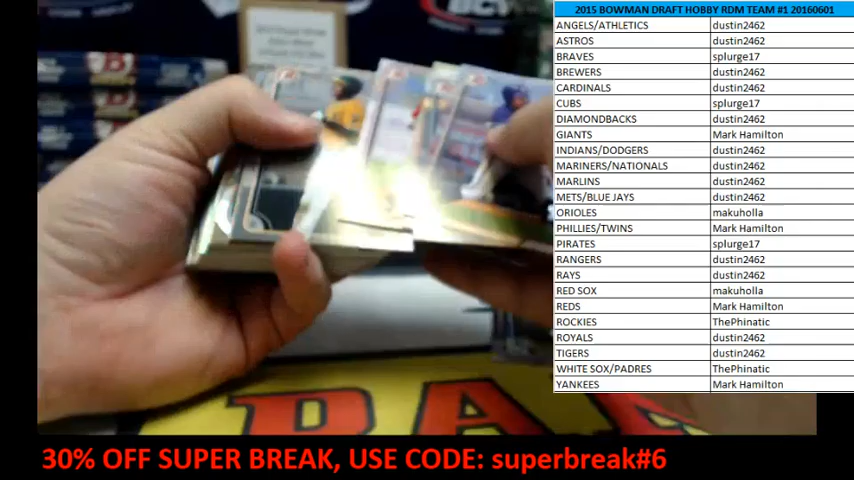 2015 BOWMAN DRAFT HOBBY RDM TEAM #1 20160601
ANGELS/ATHLETICS dustin2462
ASTROS dustin2462
BRAVES splurge17
BREWERS dustin2462
CARDINALS dustin2462
CUBS splurge17
DIAMONDBACKS dustin2462
GIANTS Mark Hamilton
INDIANS/DODGERS dustin2462
MARINERS/NATIONALS dustin2462
MARLINS dustin2462
METS/BLUE JAYS dustin2462
ORIOLES makuholla
PHILLIES/TWINS Mark Hamilton
PIRATES splurge17
RANGERS dustin2462
RAYS dustin2462
RED SOX makuholla
REDS Mark Hamilton
ROCKIES ThePhinatic
ROYALS dustin2462
TIGERS dustin2462
WHITE SOX/PADRES ThePhinatic
YANKEES Mark Hamilton
30% OFF SUPER BREAK, USE CODE: superbreak#6